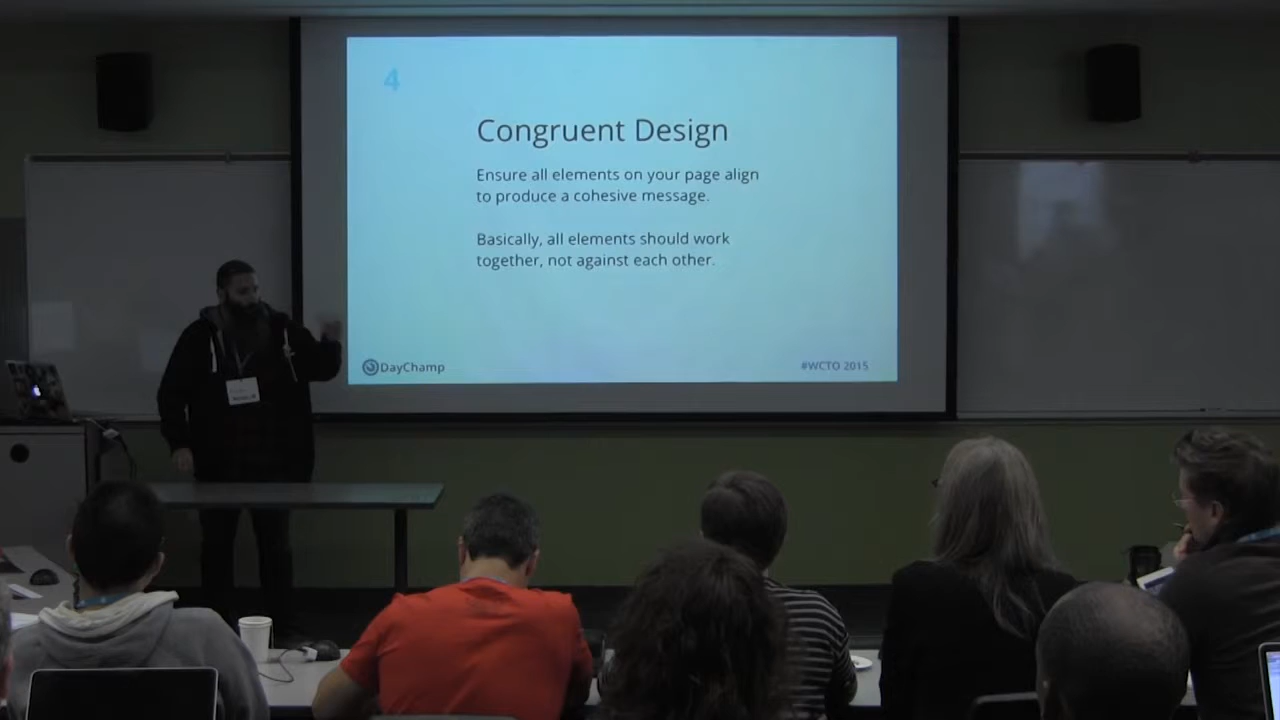 4
Congruent Design
Ensure all elements on your page align
to produce a cohesive message.
Basically, all elements should work
together, not against each other.
DayChamp
#WCTO 2015